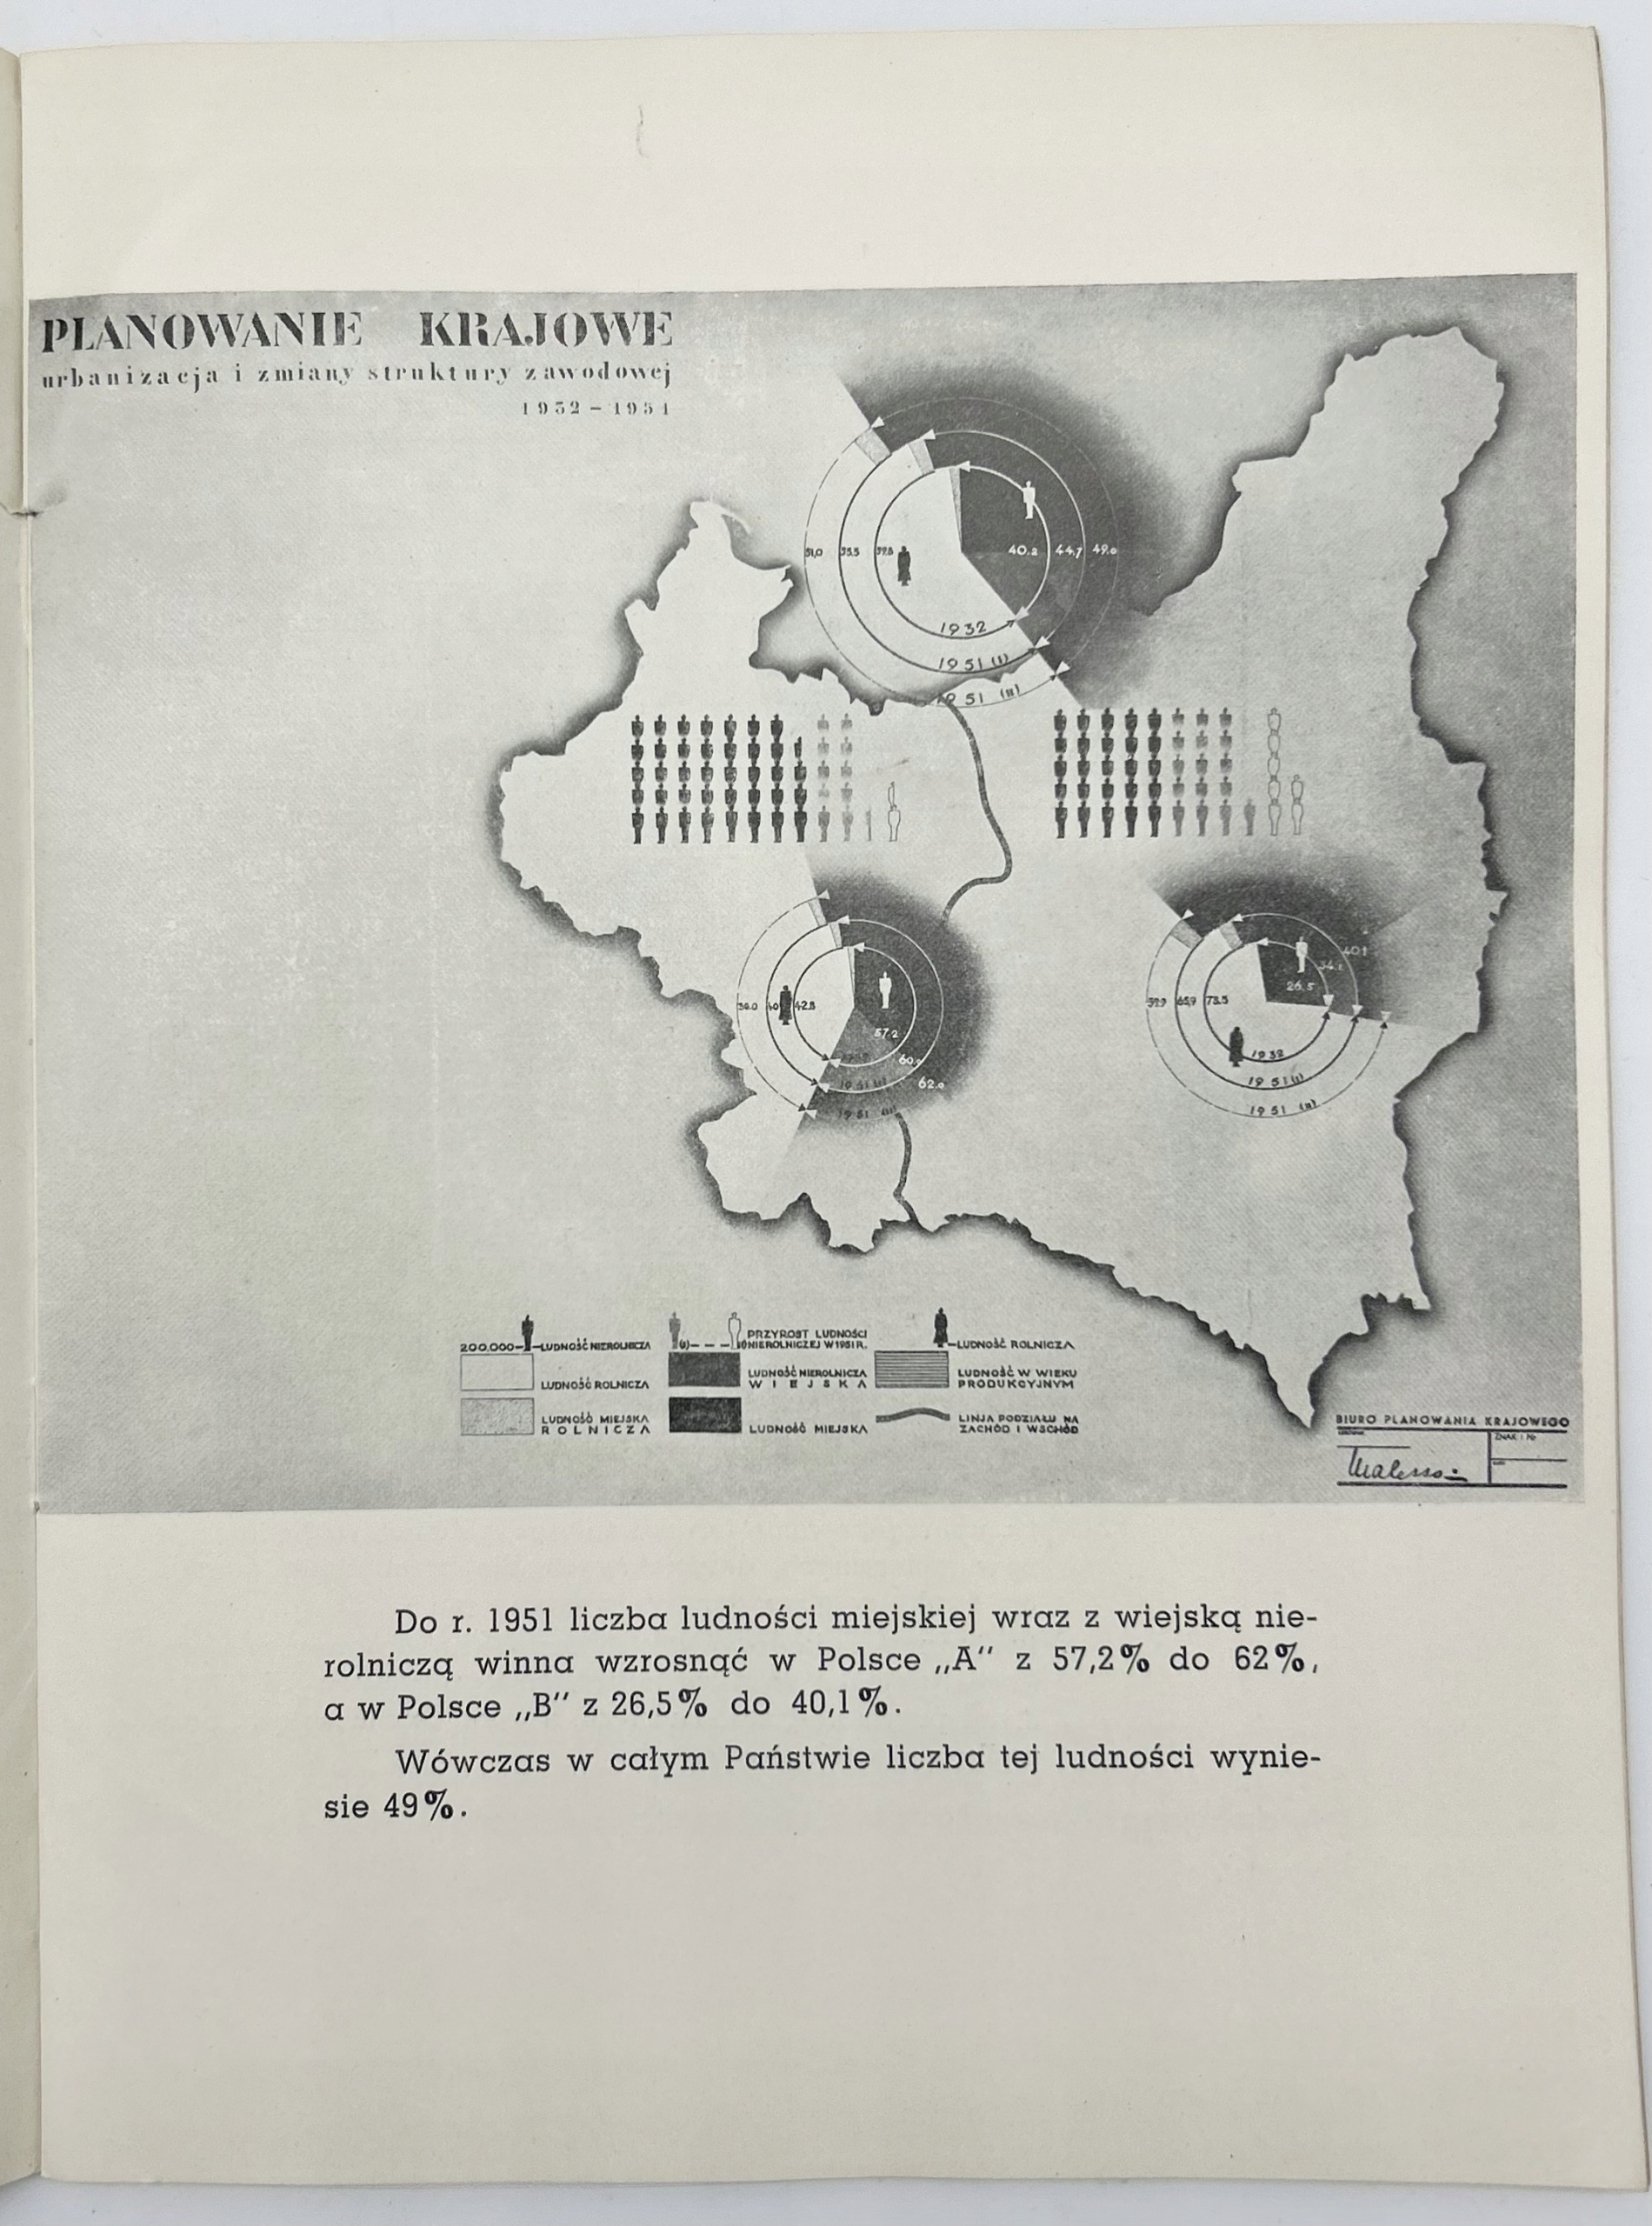 PLANOWANIE KRAJOWE
urbanizacja i zmiany struktury zawodowej
1932 – 1951
51,0 55.5 59.8 40.2 44.7 49.0
1932
1951 (I)
1951 (II)
38.0 42.8 57.2
60.9
62.0
1951 (I)
1951 (II)
40.1
34.1
26.5
59.9 65.9 73.5
1932
1951 (I)
1951 (II)
200.000 – LUDNOŚĆ NIEROLNICZA
(I) – – – (II) PRZYROST LUDNOŚCI
NIEROLNICZEJ W 1951 R.
– LUDNOŚĆ ROLNICZA
LUDNOŚĆ ROLNICZA
LUDNOŚĆ NIEROLNICZA
WIEJSKA
LUDNOŚĆ W WIEKU
PRODUKCYJNYM
LUDNOŚĆ MIEJSKA
ROLNICZA
LUDNOŚĆ MIEJSKA
LINJA PODZIAŁU NA
ZACHÓD I WSCHÓD
BIURO PLANOWANIA KRAJOWEGO
ZNAK I Nr
Do r. 1951 liczba ludności miejskiej wraz z wiejską nie-
rolniczą winna wzrosnąć w Polsce „A" z 57,2% do 62%,
a w Polsce „B" z 26,5% do 40,1%.
Wówczas w całym Państwie liczba tej ludności wynie-
sie 49%.